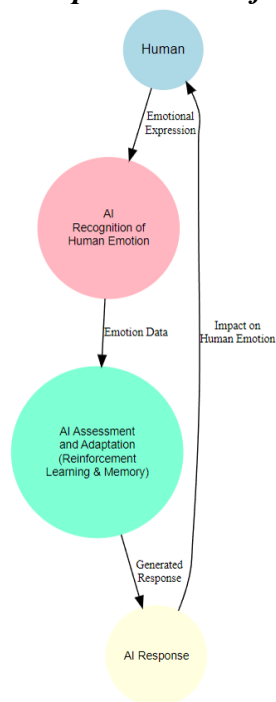 Human
Emotional
Expression
AI
Recognition of
Human Emotion
Emotion Data
Impact on
Human Emotion
AI Assessment
and Adaptation
(Reinforcement
Learning & Memory)
Generated
Response
AI Response